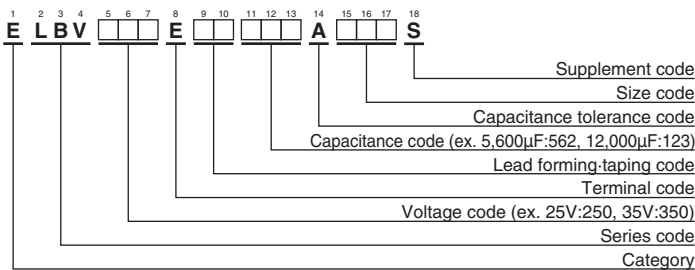 1 2 3 4 5 6 7 8 9 10 11 12 13 14 15 16 17 18
E L B V E A S
Supplement code
Size code
Capacitance tolerance code
Capacitance code (ex. 5,600µF:562, 12,000µF:123)
Lead forming·taping code
Terminal code
Voltage code (ex. 25V:250, 35V:350)
Series code
Category